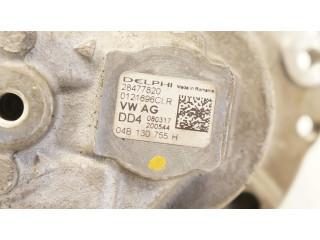 DELPHI
Made in Romania
28477820
0121696CLR
VW AG
DD4 080317
200544
04B 130 755 H